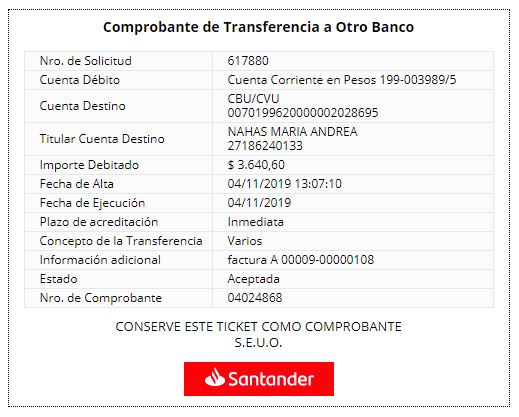 Comprobante de Transferencia a Otro Banco
Nro. de Solicitud 617880
Cuenta Débito Cuenta Corriente en Pesos 199-003989/5
Cuenta Destino CBU/CVU
0070199620000002028695
Titular Cuenta Destino NAHAS MARIA ANDREA
27186240133
Importe Debitado $ 3.640,60
Fecha de Alta 04/11/2019 13:07:10
Fecha de Ejecución 04/11/2019
Plazo de acreditación Inmediata
Concepto de la Transferencia Varios
Información adicional factura A 00009-00000108
Estado Aceptada
Nro. de Comprobante 04024868
CONSERVE ESTE TICKET COMO COMPROBANTE
S.E.U.O.
Santander